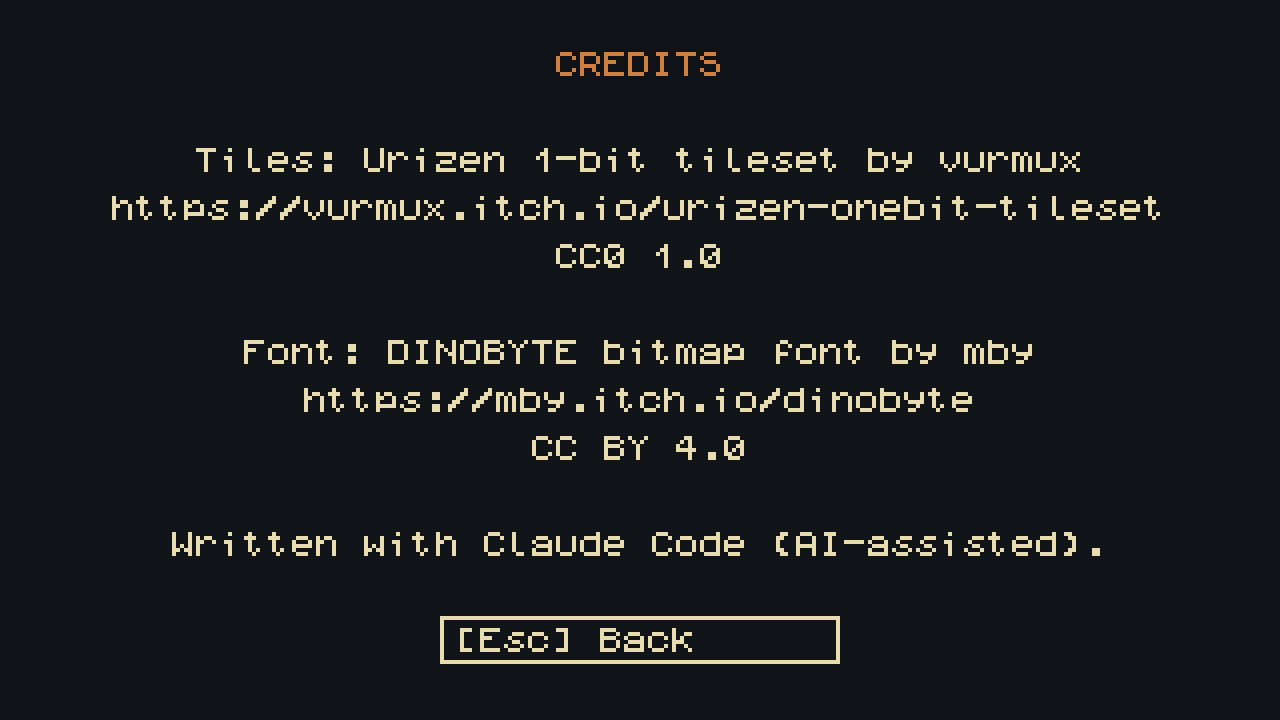 CREDITS
Tiles: Urizen 1-bit tileset by vurmux
https://vurmux.itch.io/urizen-onebit-tileset
CC0 1.0
Font: DINOBYTE bitmap font by mby
https://mby.itch.io/dinobyte
CC BY 4.0
Written with Claude Code (AI-assisted).
[Esc] Back